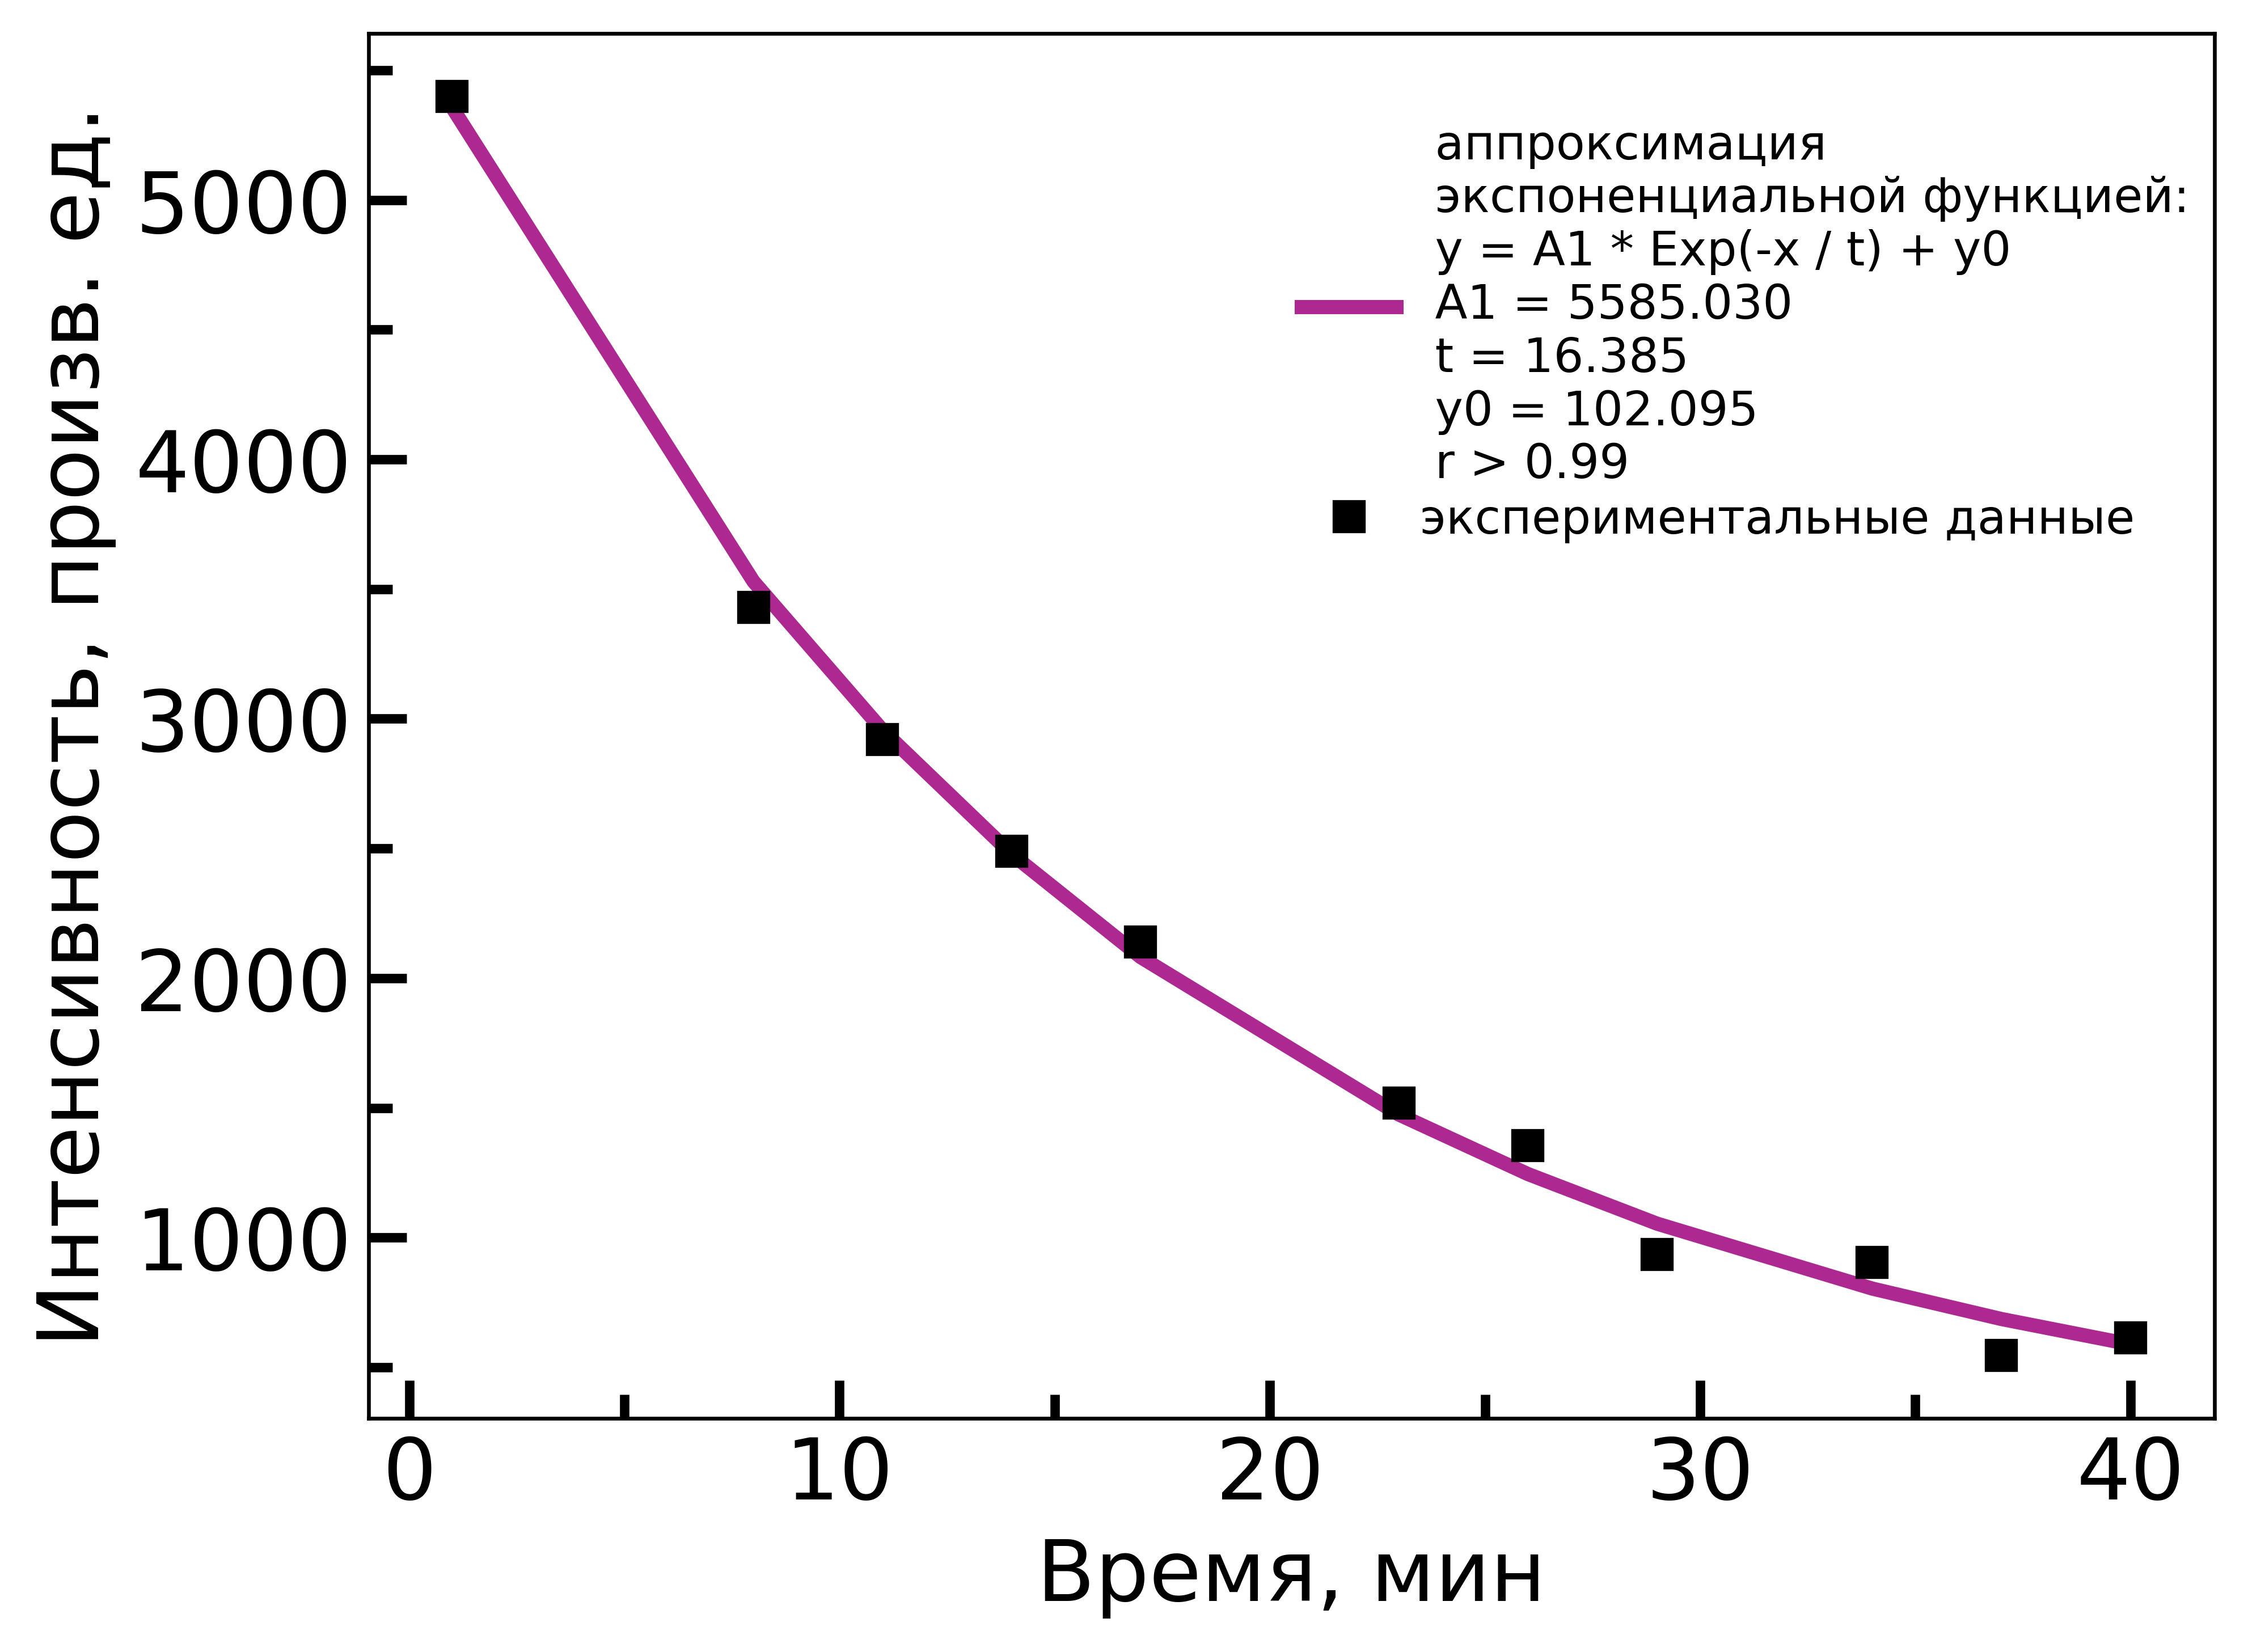 Интенсивность, произв. ед.
5000
4000
3000
2000
1000
аппроксимация
экспоненциальной функцией:
y = A1 * Exp(-x / t) + y0
A1 = 5585.030
t = 16.385
y0 = 102.095
r > 0.99
экспериментальные данные
0 10 20 30 40
Время, мин